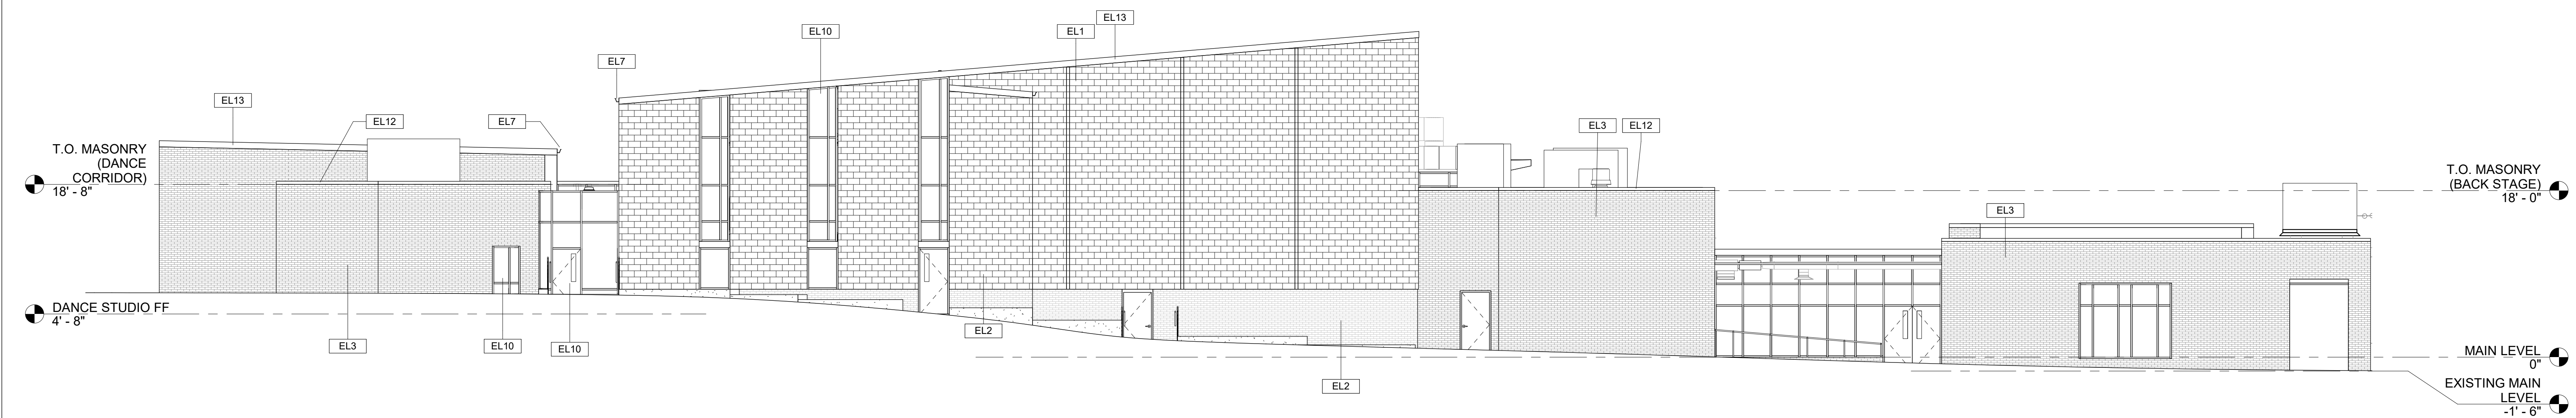 EL13
EL10
EL1
EL7
EL13
EL12
EL7
EL3
EL12
T.O. MASONRY
(DANCE
CORRIDOR)
18' - 8"
T.O. MASONRY
(BACK STAGE)
18' - 0"
EL3
DANCE STUDIO FF
4' - 8"
EL2
EL3
EL10
EL10
EL2
MAIN LEVEL
0"
EXISTING MAIN
LEVEL
-1' - 6"